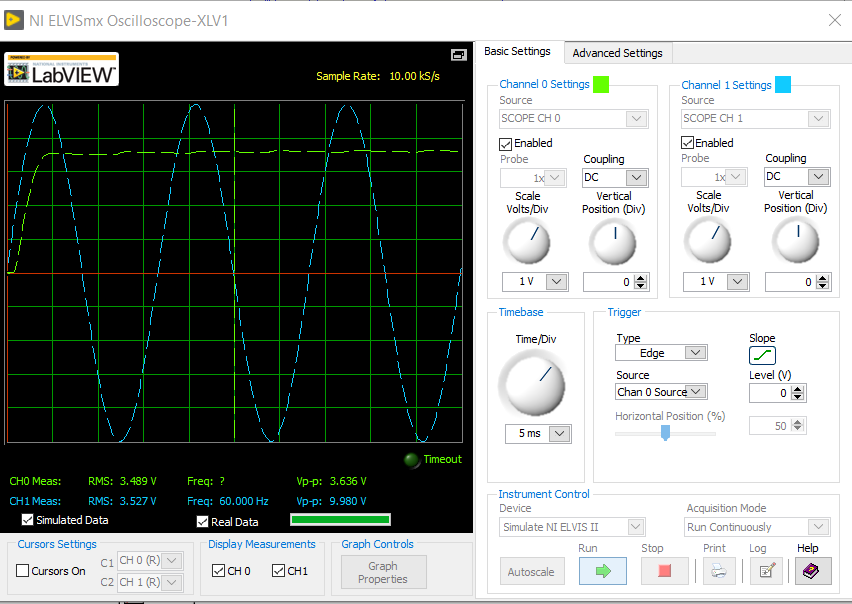 NI ELVISmx Oscilloscope-XLV1
POWERED BY
NATIONAL INSTRUMENTS
LabVIEW™
Sample Rate: 10.00 kS/s
Timeout
CH0 Meas: RMS: 3.489 V Freq: ? Vp-p: 3.636 V
CH1 Meas: RMS: 3.527 V Freq: 60.000 Hz Vp-p: 9.980 V
Simulated Data
Real Data
Cursors Settings
Cursors On
C1 CH 0 (R)
C2 CH 1 (R)
Display Measurements
CH 0
CH1
Graph Controls
Graph
Properties
Basic Settings
Advanced Settings
Channel 0 Settings
Source
SCOPE CH 0
Enabled
Probe
1x
Coupling
DC
Scale
Volts/Div
1 V
Vertical
Position (Div)
0
Channel 1 Settings
Source
SCOPE CH 1
Enabled
Probe
1x
Coupling
DC
Scale
Volts/Div
1 V
Vertical
Position (Div)
0
Timebase
Time/Div
5 ms
Trigger
Type
Edge
Slope
Source
Chan 0 Source
Level (V)
0
Horizontal Position (%)
50
Instrument Control
Device
Simulate NI ELVIS II
Acquisition Mode
Run Continuously
Autoscale
Run
Stop
Print
Log
Help